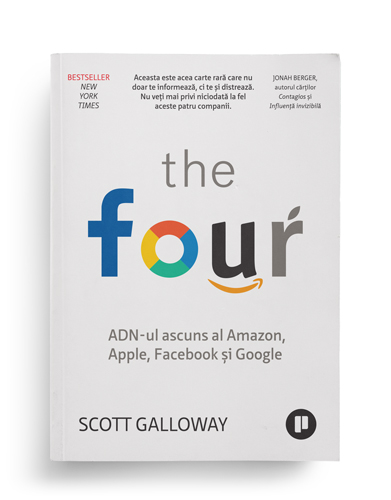 BESTSELLER
NEW
YORK
TIMES
Aceasta este acea carte rară care nu
doar te informează, ci te și distrează.
Nu veți mai privi niciodată la fel
aceste patru companii.
JONAH BERGER,
autorul cărților
Contagios și
Influență invizibilă
the
four
ADN-ul ascuns al Amazon,
Apple, Facebook și Google
SCOTT GALLOWAY